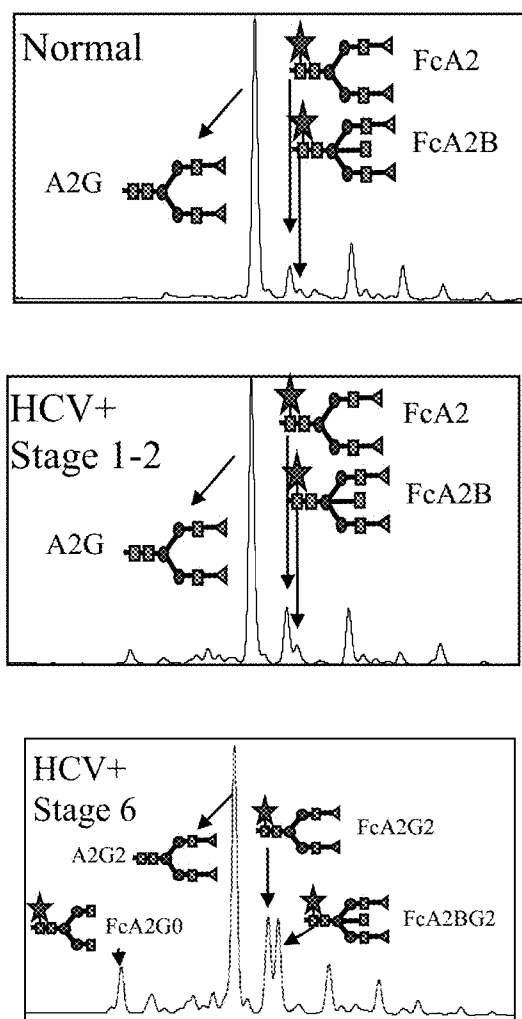 Normal
FcA2
FcA2B
A2G
HCV+
Stage 1-2
FcA2
FcA2B
A2G
HCV+
Stage 6
FcA2G2
A2G2
FcA2G0
FcA2BG2